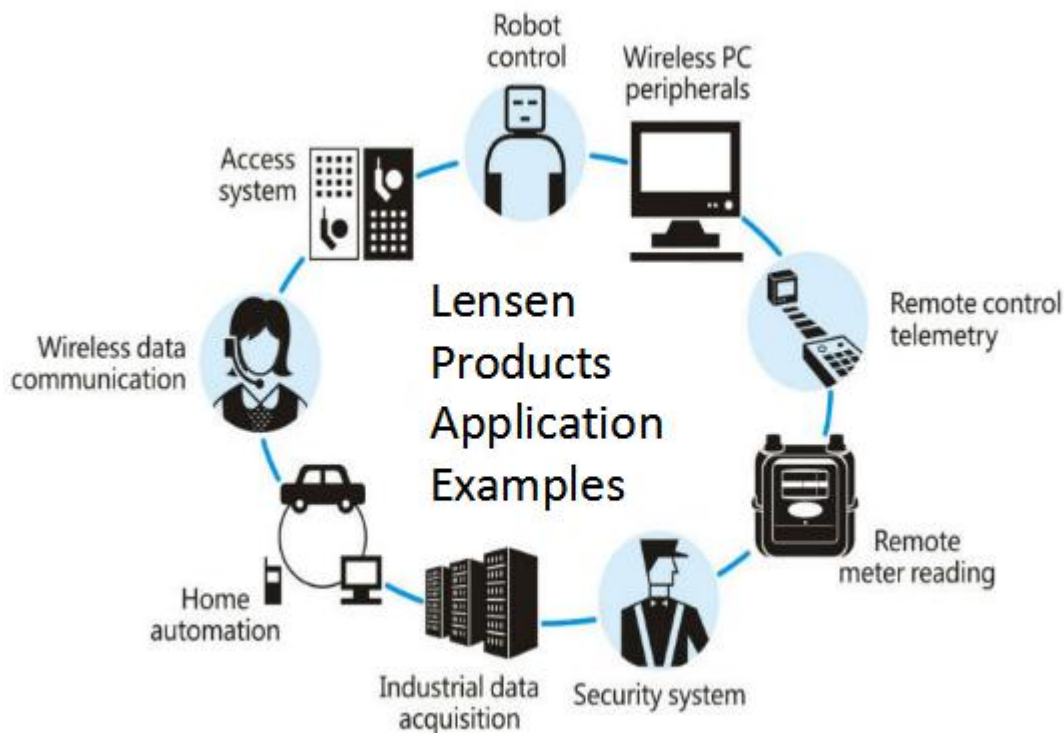 Robot
control
Wireless PC
peripherals
Access
system
Remote control
telemetry
Wireless data
communication
Lensen
Products
Application
Examples
Remote
meter reading
Home
automation
Industrial data
acquisition
Security system